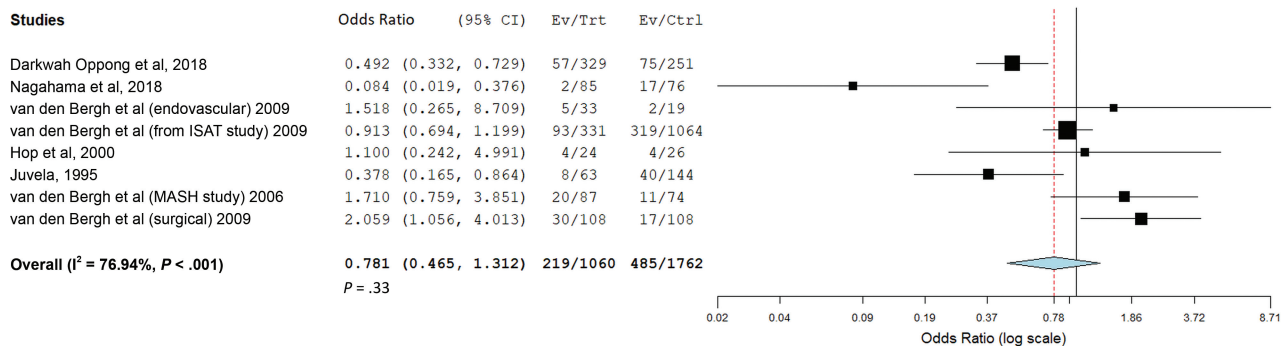 Studies Odds Ratio (95% CI) Ev/Trt Ev/Ctrl
Darkwah Oppong et al, 2018 0.492 (0.332, 0.729) 57/329 75/251
Nagahama et al, 2018 0.084 (0.019, 0.376) 2/85 17/76
van den Bergh et al (endovascular) 2009 1.518 (0.265, 8.709) 5/33 2/19
van den Bergh et al (from ISAT study) 2009 0.913 (0.694, 1.199) 93/331 319/1064
Hop et al, 2000 1.100 (0.242, 4.991) 4/24 4/26
Juvela, 1995 0.378 (0.165, 0.864) 8/63 40/144
van den Bergh et al (MASH study) 2006 1.710 (0.759, 3.851) 20/87 11/74
van den Bergh et al (surgical) 2009 2.059 (1.056, 4.013) 30/108 17/108
Overall (I² = 76.94%, P < .001) 0.781 (0.465, 1.312) 219/1060 485/1762
P = .33
0.02 0.04 0.09 0.19 0.37 0.78 1.86 3.72 8.71
Odds Ratio (log scale)